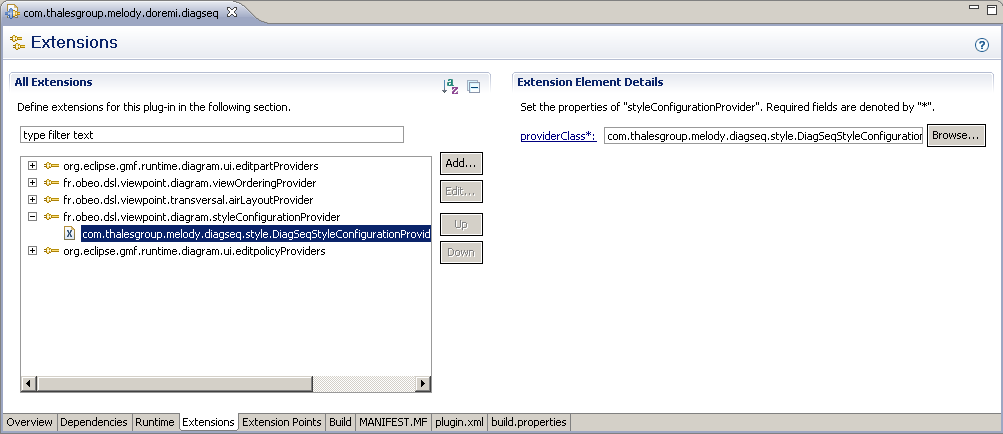 com.thalesgroup.melody.doremi.diagseq
Extensions
All Extensions
Define extensions for this plug-in in the following section.
type filter text
org.eclipse.gmf.runtime.diagram.ui.editpartProviders
fr.obeo.dsl.viewpoint.diagram.viewOrderingProvider
fr.obeo.dsl.viewpoint.transversal.airLayoutProvider
fr.obeo.dsl.viewpoint.diagram.styleConfigurationProvider
com.thalesgroup.melody.diagseq.style.DiagSeqStyleConfigurationProvid
org.eclipse.gmf.runtime.diagram.ui.editpolicyProviders
Add...
Edit...
Up
Down
Extension Element Details
Set the properties of "styleConfigurationProvider". Required fields are denoted by "*".
providerClass*: com.thalesgroup.melody.diagseq.style.DiagSeqStyleConfiguration Browse...
Overview Dependencies Runtime Extensions Extension Points Build MANIFEST.MF plugin.xml build.properties